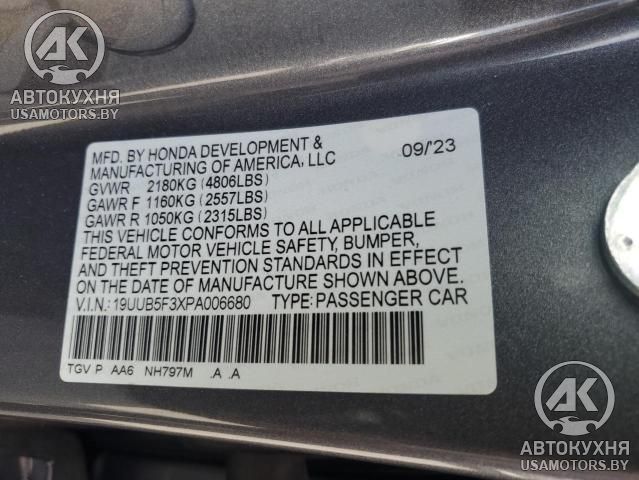 АК
АВТОКУХНЯ
USAMOTORS.BY
MFD. BY HONDA DEVELOPMENT &
MANUFACTURING OF AMERICA, LLC 09/'23
GVWR 2180KG (4806LBS)
GAWR F 1160KG (2557LBS)
GAWR R 1050KG (2315LBS)
THIS VEHICLE CONFORMS TO ALL APPLICABLE
FEDERAL MOTOR VEHICLE SAFETY, BUMPER,
AND THEFT PREVENTION STANDARDS IN EFFECT
ON THE DATE OF MANUFACTURE SHOWN ABOVE.
V.I.N.: 19UUB5F3XPA006680 TYPE: PASSENGER CAR
TGV P AA6 NH797M .A .A
АК
АВТОКУХНЯ
USAMOTORS.BY